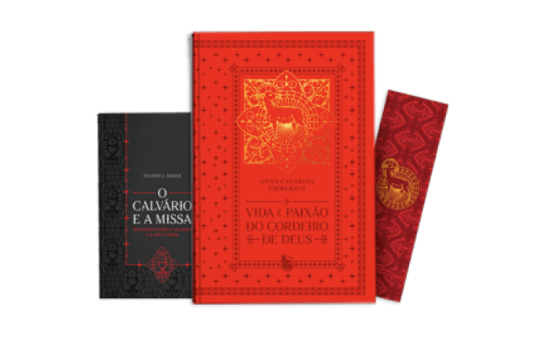 FULTON J. SHEEN
O
CALVÁRIO
E A MISSA
ANNA CATARINA
EMMERICH
VIDA E PAIXÃO
DO CORDEIRO
DE DEUS